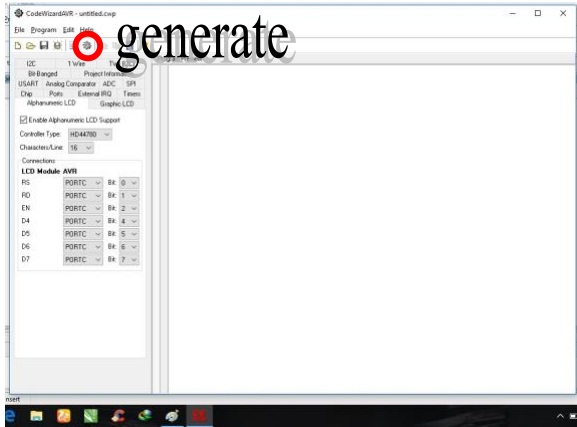 CodeWizardAVR - untitled.cwp
File Program Edit Help
generate
I2C 1 Wire
Bit-Banged Project Information
USART Analog Comparator ADC SPI
Chip Ports External IRQ Timers
Alphanumeric LCD Graphic LCD
Enable Alphanumeric LCD Support
Controller Type: HD44780
Characters/Line: 16
Connections
LCD Module AVR
RS PORTC Bit: 0
RD PORTC Bit: 1
EN PORTC Bit: 2
D4 PORTC Bit: 4
D5 PORTC Bit: 5
D6 PORTC Bit: 6
D7 PORTC Bit: 7
nsert